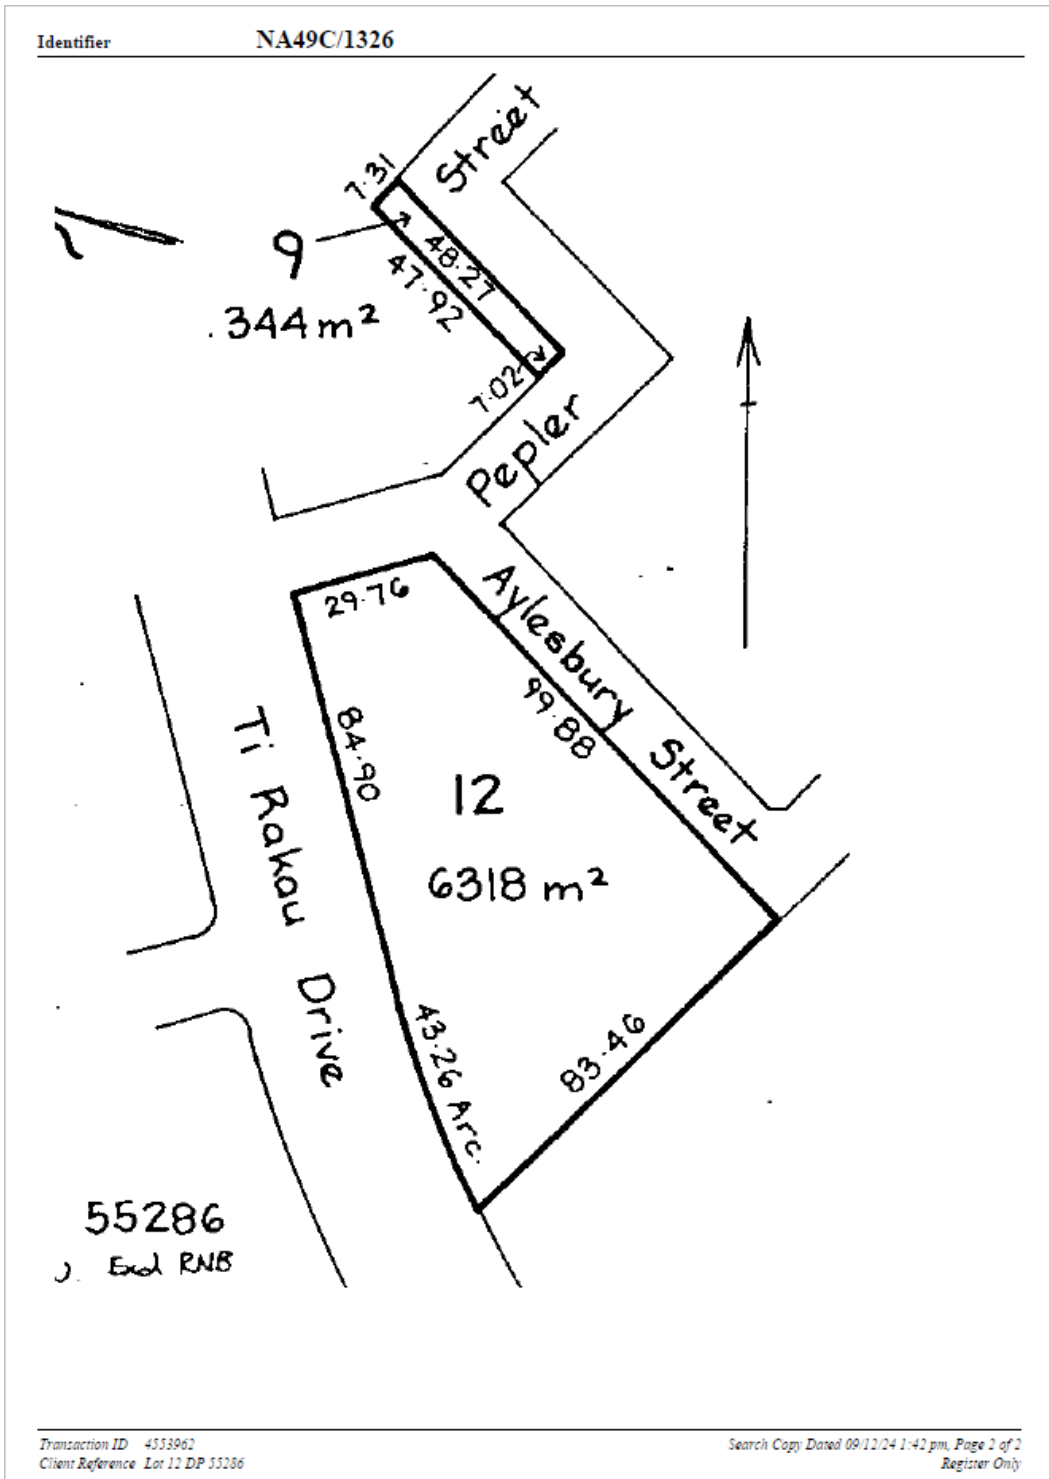 Identifier NA49C/1326
Street
7·31
9
48·27
47·92
344 m²
7·02
Pepler
29·76
Aylesbury Street
99·88
84·90
Ti Rakau Drive
12
6318 m²
43·26 Arc.
83·46
55286
Exd RNB
Transaction ID 4553962
Client Reference Lot 12 DP 55286
Search Copy Dated 09/12/24 1:42 pm, Page 2 of 2
Register Only